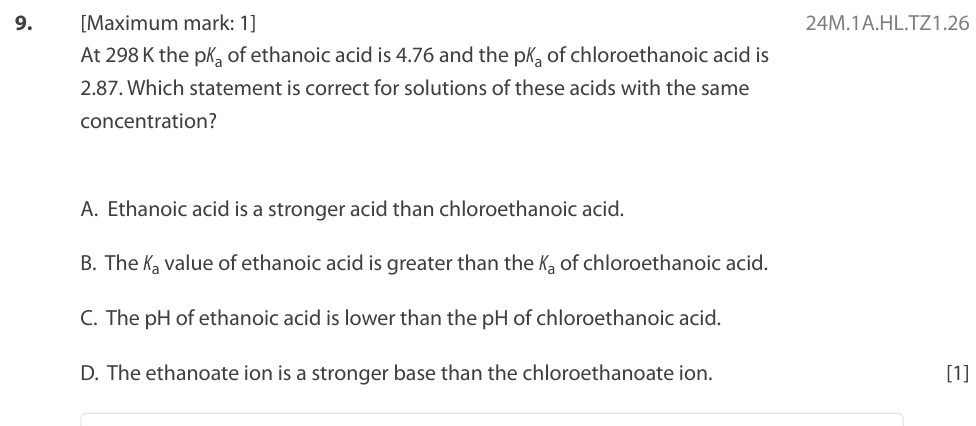 9. [Maximum mark: 1] 24M.1A.HL.TZ1.26
At 298 K the pKa of ethanoic acid is 4.76 and the pKa of chloroethanoic acid is
2.87. Which statement is correct for solutions of these acids with the same
concentration?
A. Ethanoic acid is a stronger acid than chloroethanoic acid.
B. The Ka value of ethanoic acid is greater than the Ka of chloroethanoic acid.
C. The pH of ethanoic acid is lower than the pH of chloroethanoic acid.
D. The ethanoate ion is a stronger base than the chloroethanoate ion. [1]